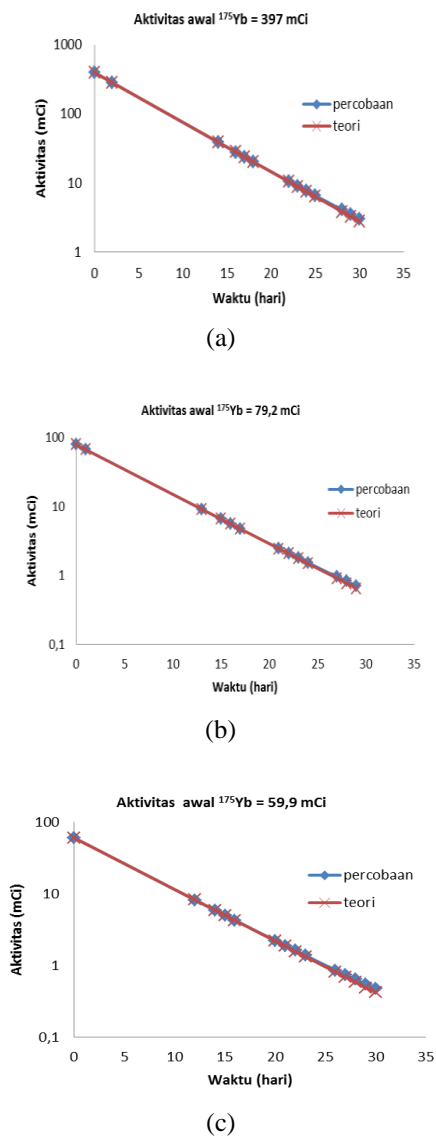 Aktivitas awal ¹⁷⁵Yb = 397 mCi
1000
100
10
1
Aktivitas (mCi)
percobaan
teori
0 5 10 15 20 25 30 35
Waktu (hari)
(a)
Aktivitas awal ¹⁷⁵Yb = 79,2 mCi
100
10
1
0,1
Aktivitas (mCi)
percobaan
teori
0 5 10 15 20 25 30 35
Waktu (hari)
(b)
Aktivitas awal ¹⁷⁵Yb = 59,9 mCi
100
10
1
0,1
Aktivitas (mCi)
percobaan
teori
0 5 10 15 20 25 30 35
Waktu (hari)
(c)